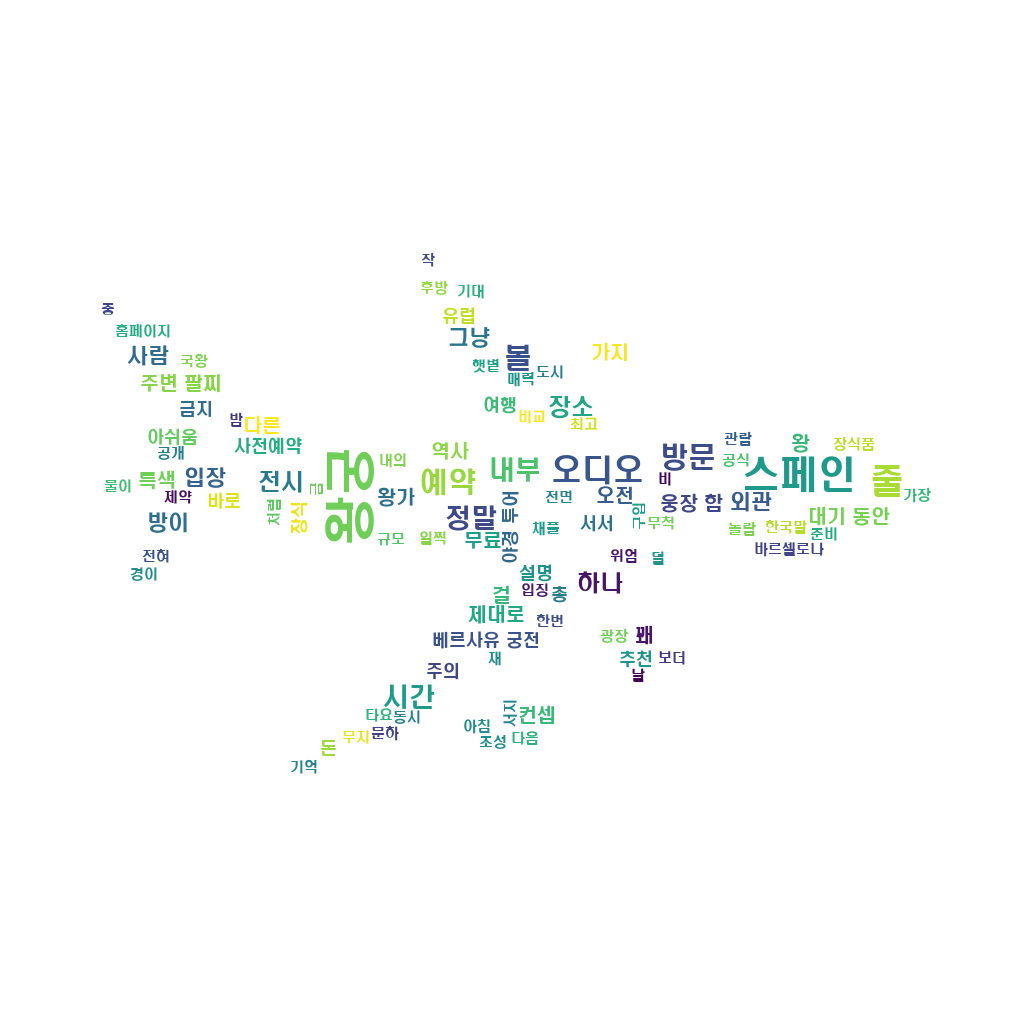 작
후방
기대
중
유럽
홈페이지
그냥
사람
국왕
볼
가지
햇볕
도시
매력
주변 팔찌
금지
여행
장소
밤
다른
비교
최고
아쉬움
사전예약
공개
역사
관람
왕
장식품
내의
내부
오디오
방문
공식
스페인
줄
물이
특색
입장
전시
예약
비
제약
바로
금
왕가
전면
오전
웅장 함
외관
가장
방이
처럼
장식
왕궁
정말
야경 투어
채플
서서
구입
무척
놀람
한국말
대기 동안
준비
규모
일찍
무료
바르셀로나
전혀
위엄
덜
경이
설명
하나
걸
입징
총
제대로
한번
베르사유 궁전
광장
꽤
재
추천
보더
주의
날
시간
타요
동시
서지
컨셉
아침
무지
문하
조성
다음
돈
기억